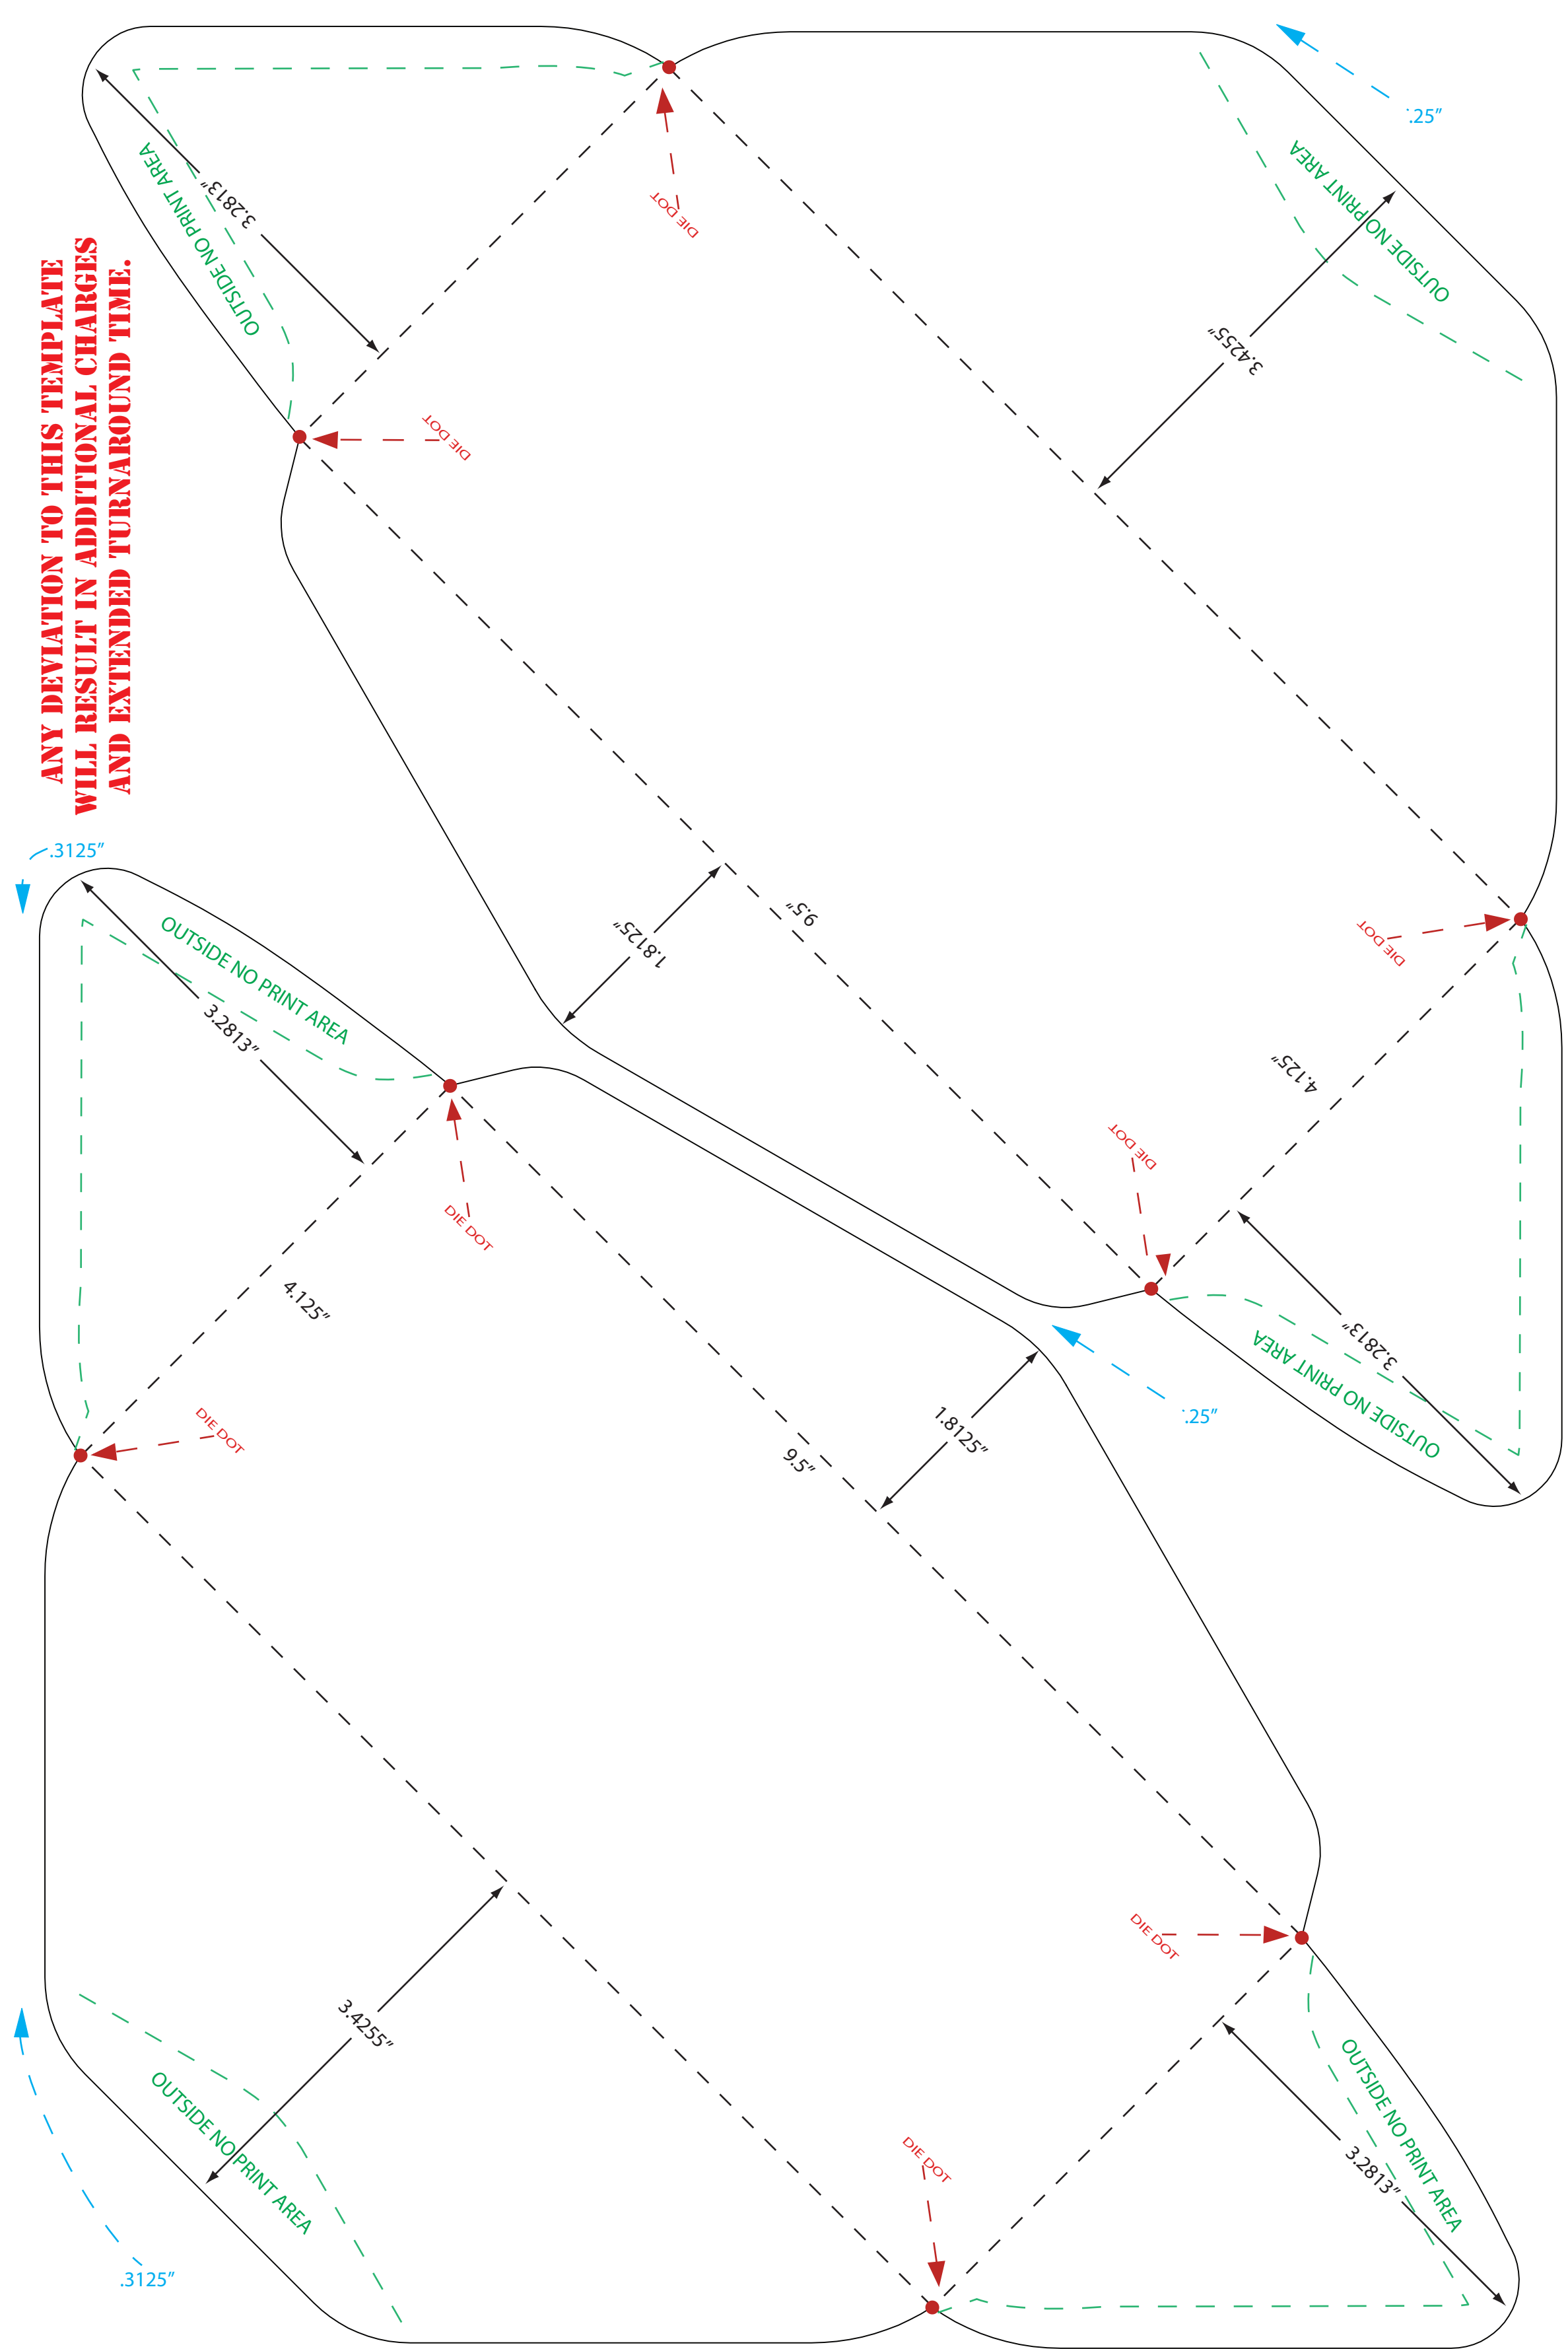 .25″
OUTSIDE NO PRINT AREA
OUTSIDE NO PRINT AREA
3.2813″
DIE DOT
3.4255″
DIE DOT
ANY DEVIATION TO THIS TEMPLATE
WILL RESULT IN ADDITIONAL CHARGES
AND EXTENDED TURNAROUND TIME.
.3125″
9.5″
1.8125″
DIE DOT
OUTSIDE NO PRINT AREA
3.2813″
4.125″
DIE DOT
DIE DOT
4.125″
3.2813″
OUTSIDE NO PRINT AREA
DIE DOT
.25″
1.8125″
9.5″
DIE DOT
3.4255″
OUTSIDE NO PRINT AREA
OUTSIDE NO PRINT AREA
3.2813″
DIE DOT
.3125″